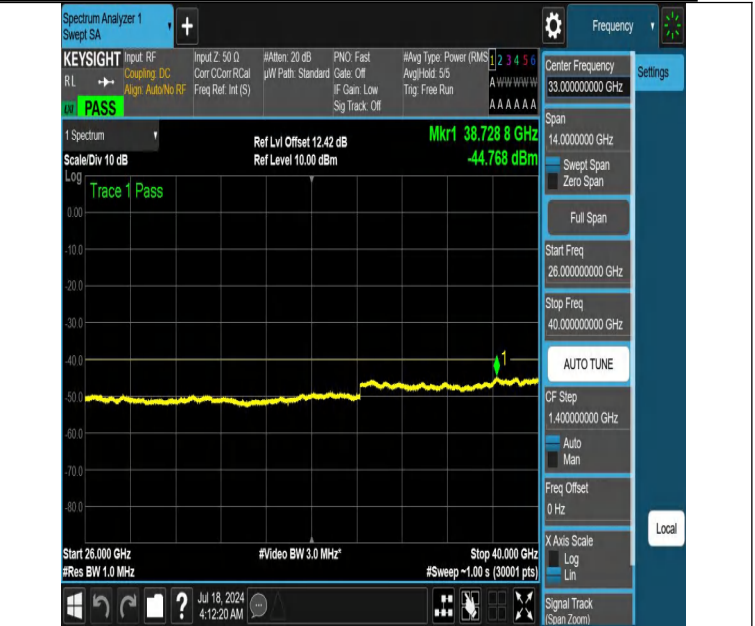 Spectrum Analyzer 1
Swept SA
Frequency
KEYSIGHT
RL
PASS
Input: RF
Coupling: DC
Align: Auto/No RF
Input Z: 50 Ω
Corr CCorr RCal
Freq Ref: Int (S)
#Atten: 20 dB
µW Path: Standard
PNO: Fast
Gate: Off
IF Gain: Low
Sig Track: Off
#Avg Type: Power (RMS
Avg|Hold: 5/5
Trig: Free Run
1 2 3 4 5 6
A W W W W W
A A A A A A
1 Spectrum
Scale/Div 10 dB
Ref Lvl Offset 12.42 dB
Ref Level 10.00 dBm
Mkr1 38.728 8 GHz
-44.768 dBm
Log
Trace 1 Pass
0.00
-10.0
-20.0
-30.0
-40.0
-50.0
-60.0
-70.0
-80.0
1
Start 26.000 GHz
#Res BW 1.0 MHz
#Video BW 3.0 MHz*
Stop 40.000 GHz
#Sweep ~1.00 s (30001 pts)
Jul 18, 2024
4:12:20 AM
Center Frequency
33.000000000 GHz
Settings
Span
14.0000000 GHz
Swept Span
Zero Span
Full Span
Start Freq
26.000000000 GHz
Stop Freq
40.000000000 GHz
AUTO TUNE
CF Step
1.400000000 GHz
Auto
Man
Freq Offset
0 Hz
X Axis Scale
Log
Lin
Local
Signal Track
(Span Zoom)